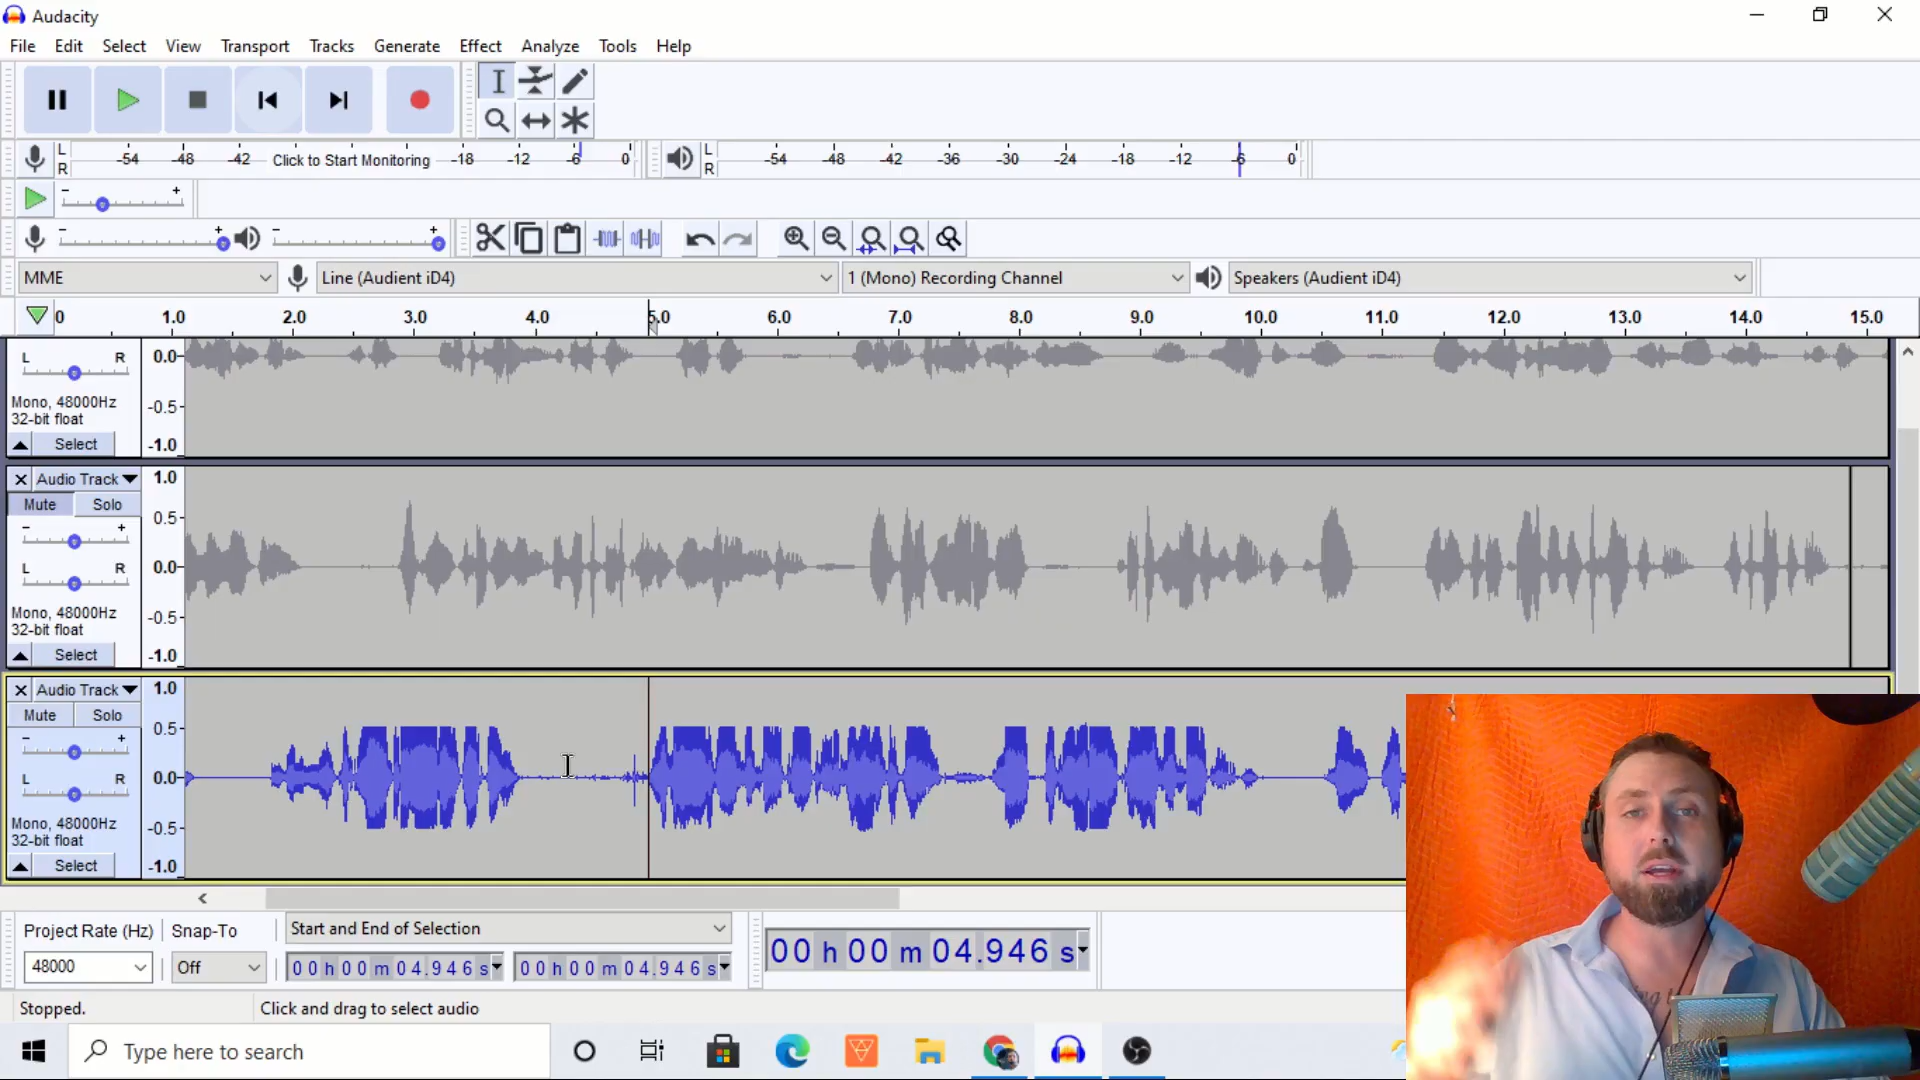 Audacity
File Edit Select View Transport Tracks Generate Effect Analyze Tools Help
L
R
-54 -48 -42 Click to Start Monitoring -18 -12 -6 0
L
R
-54 -48 -42 -36 -30 -24 -18 -12 -6 0
- +
- + - +
MME Line (Audient iD4) 1 (Mono) Recording Channel Speakers (Audient iD4)
0 1.0 2.0 3.0 4.0 5.0 6.0 7.0 8.0 9.0 10.0 11.0 12.0 13.0 14.0 15.0
L R
Mono, 48000Hz
32-bit float
Select
0.0
-0.5
-1.0
Audio Track
Mute Solo
- +
L R
Mono, 48000Hz
32-bit float
Select
1.0
0.5
0.0
-0.5
-1.0
Audio Track
Mute Solo
- +
L R
Mono, 48000Hz
32-bit float
Select
1.0
0.5
0.0
-0.5
-1.0
Project Rate (Hz) Snap-To Start and End of Selection
48000 Off 00 h 00 m 04.946 s 00 h 00 m 04.946 s
00 h 00 m 04.946 s
Stopped. Click and drag to select audio
Type here to search